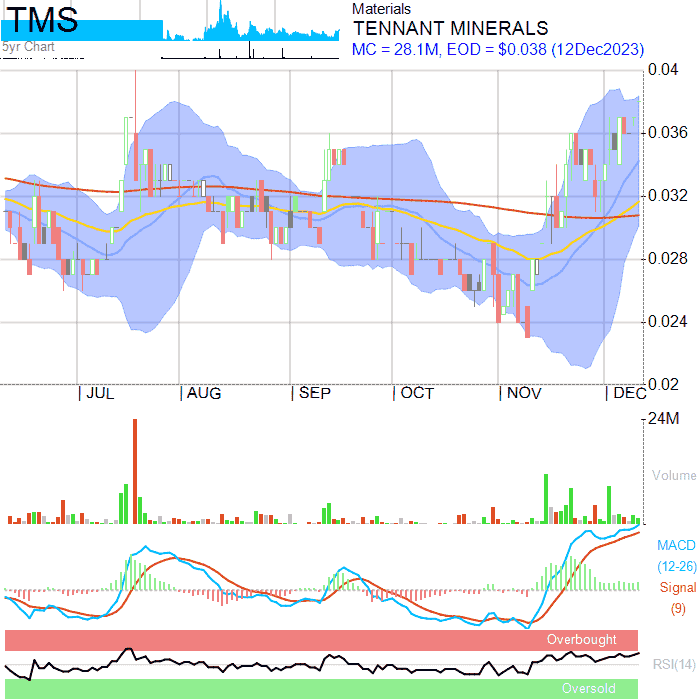 TMS
5yr Chart
Materials
TENNANT MINERALS
MC = 28.1M, EOD = $0.038 (12Dec2023)
0.04
0.036
0.032
0.028
0.024
0.02
JUL AUG SEP OCT NOV DEC
24M
Volume
MACD
(12-26)
Signal
(9)
Overbought
RSI(14)
Oversold